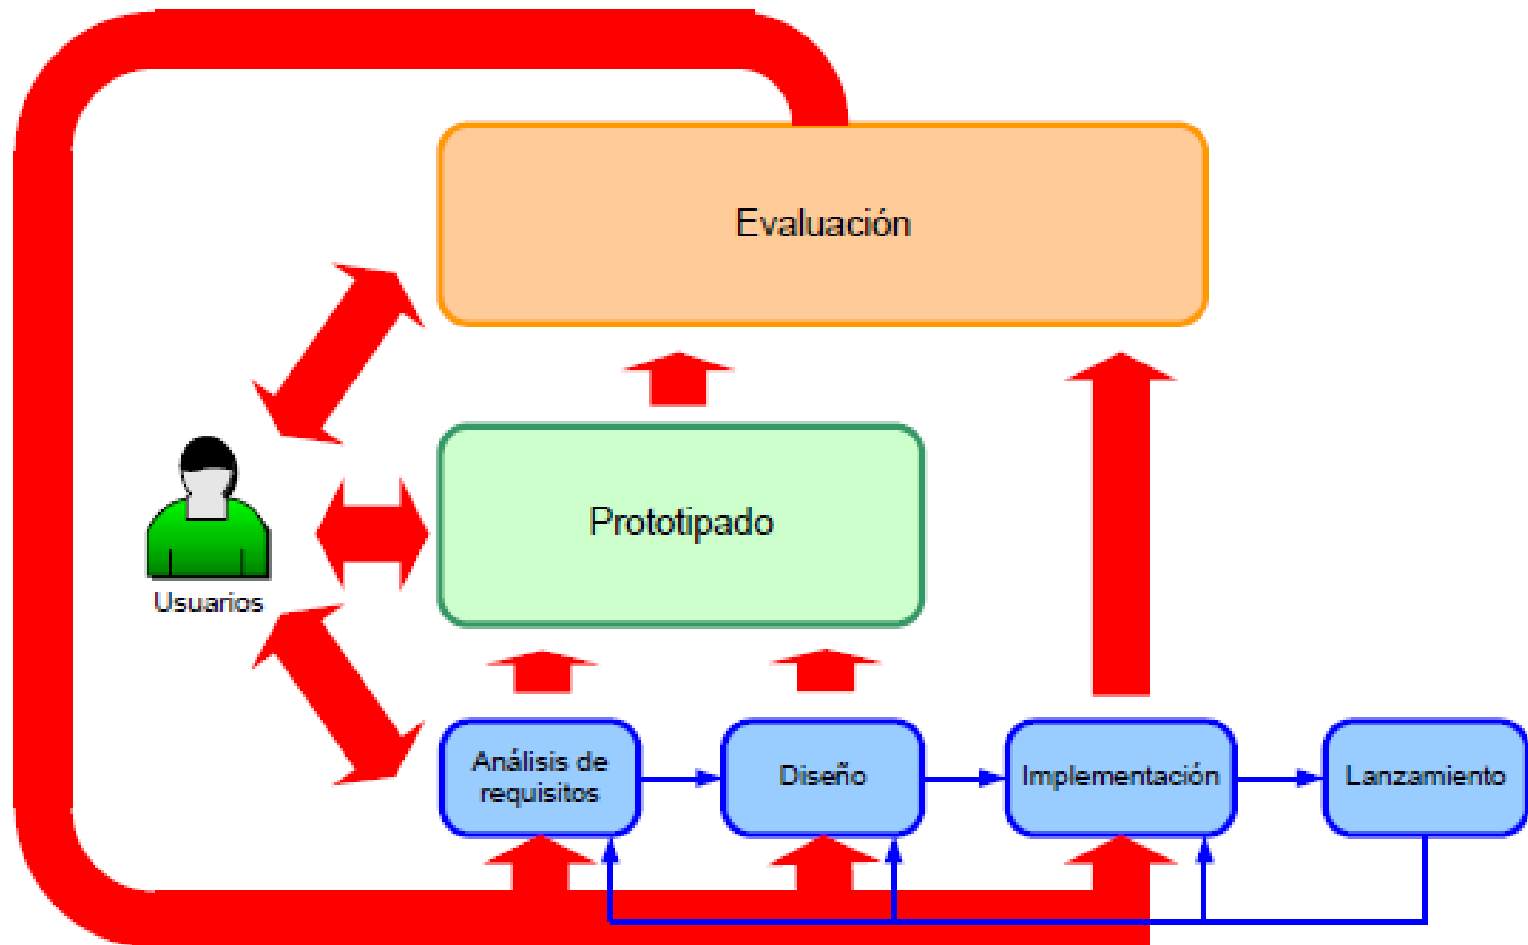 Evaluación
Prototipado
Usuarios
Análisis de
requisitos
Diseño
Implementación
Lanzamiento